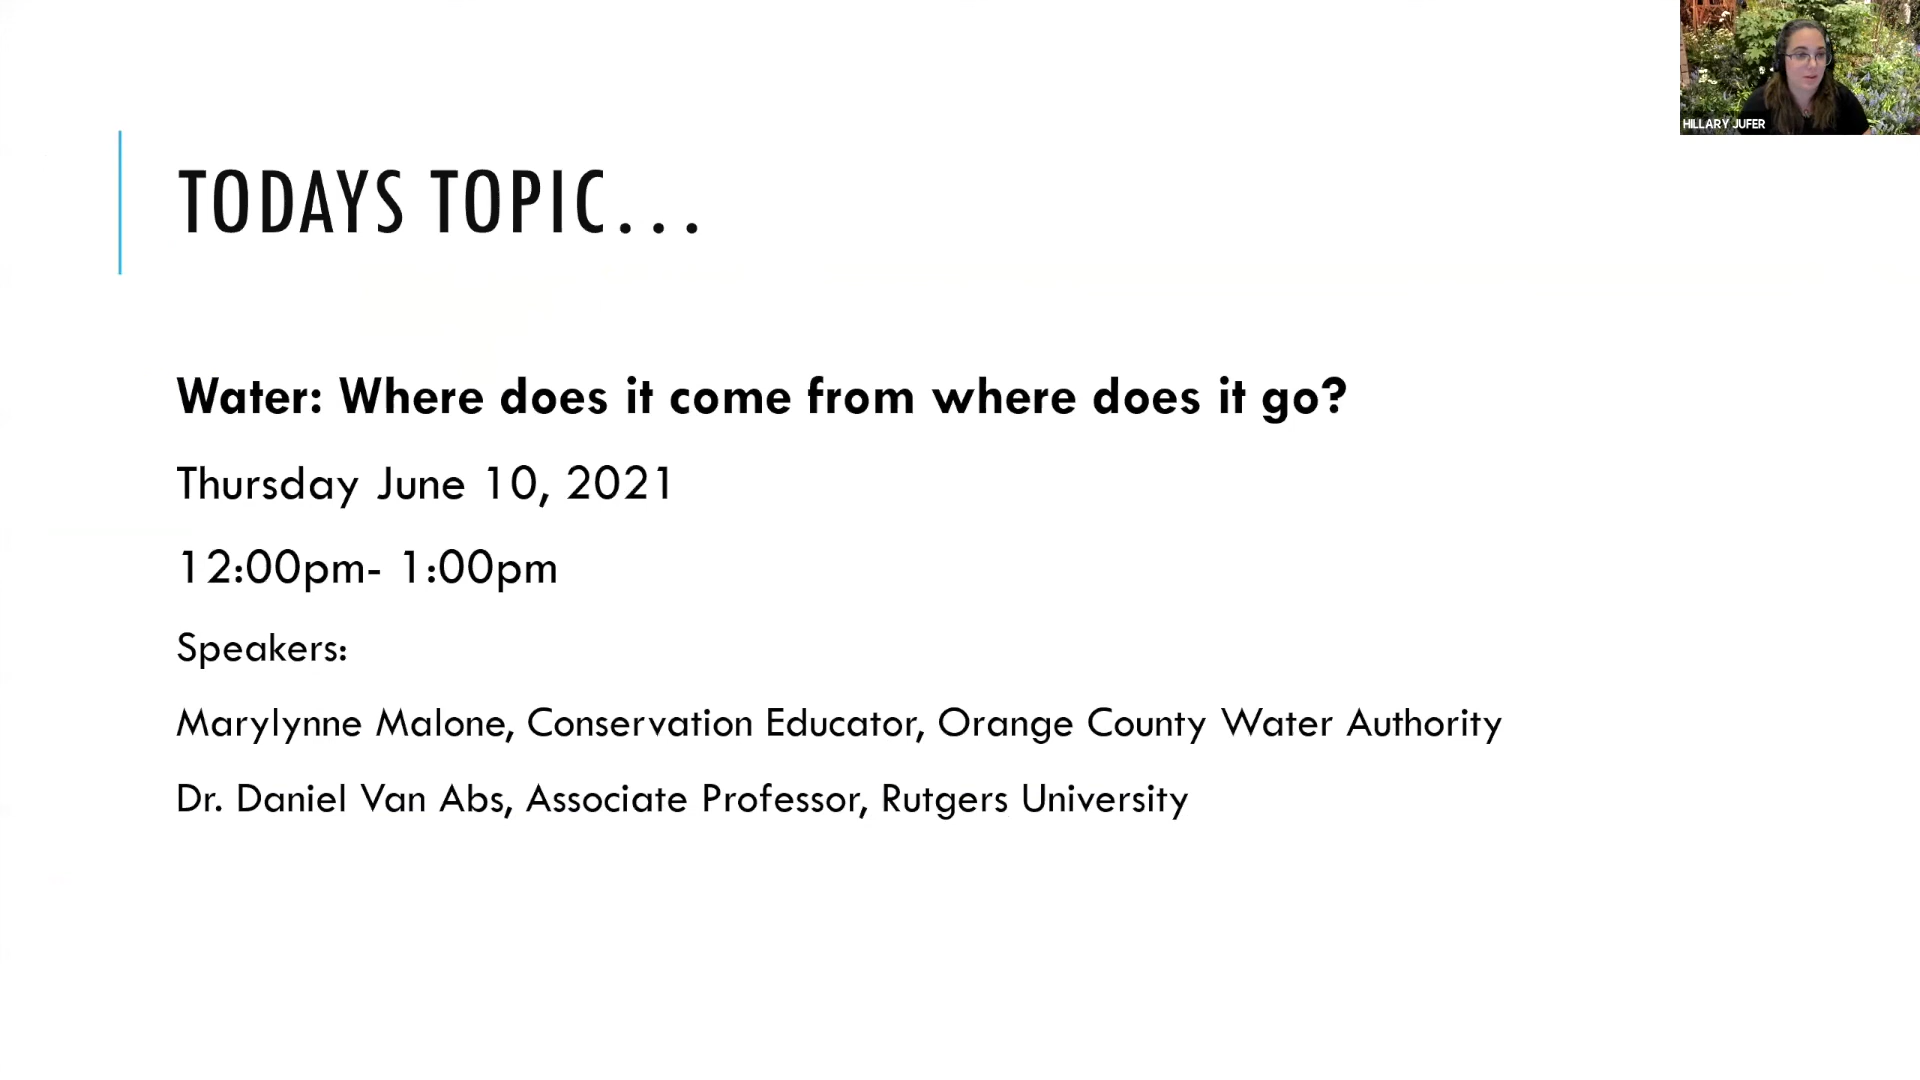 HILLARY JUFER
TODAYS TOPIC...
Water: Where does it come from where does it go?
Thursday June 10, 2021
12:00pm- 1:00pm
Speakers:
Marylynne Malone, Conservation Educator, Orange County Water Authority
Dr. Daniel Van Abs, Associate Professor, Rutgers University